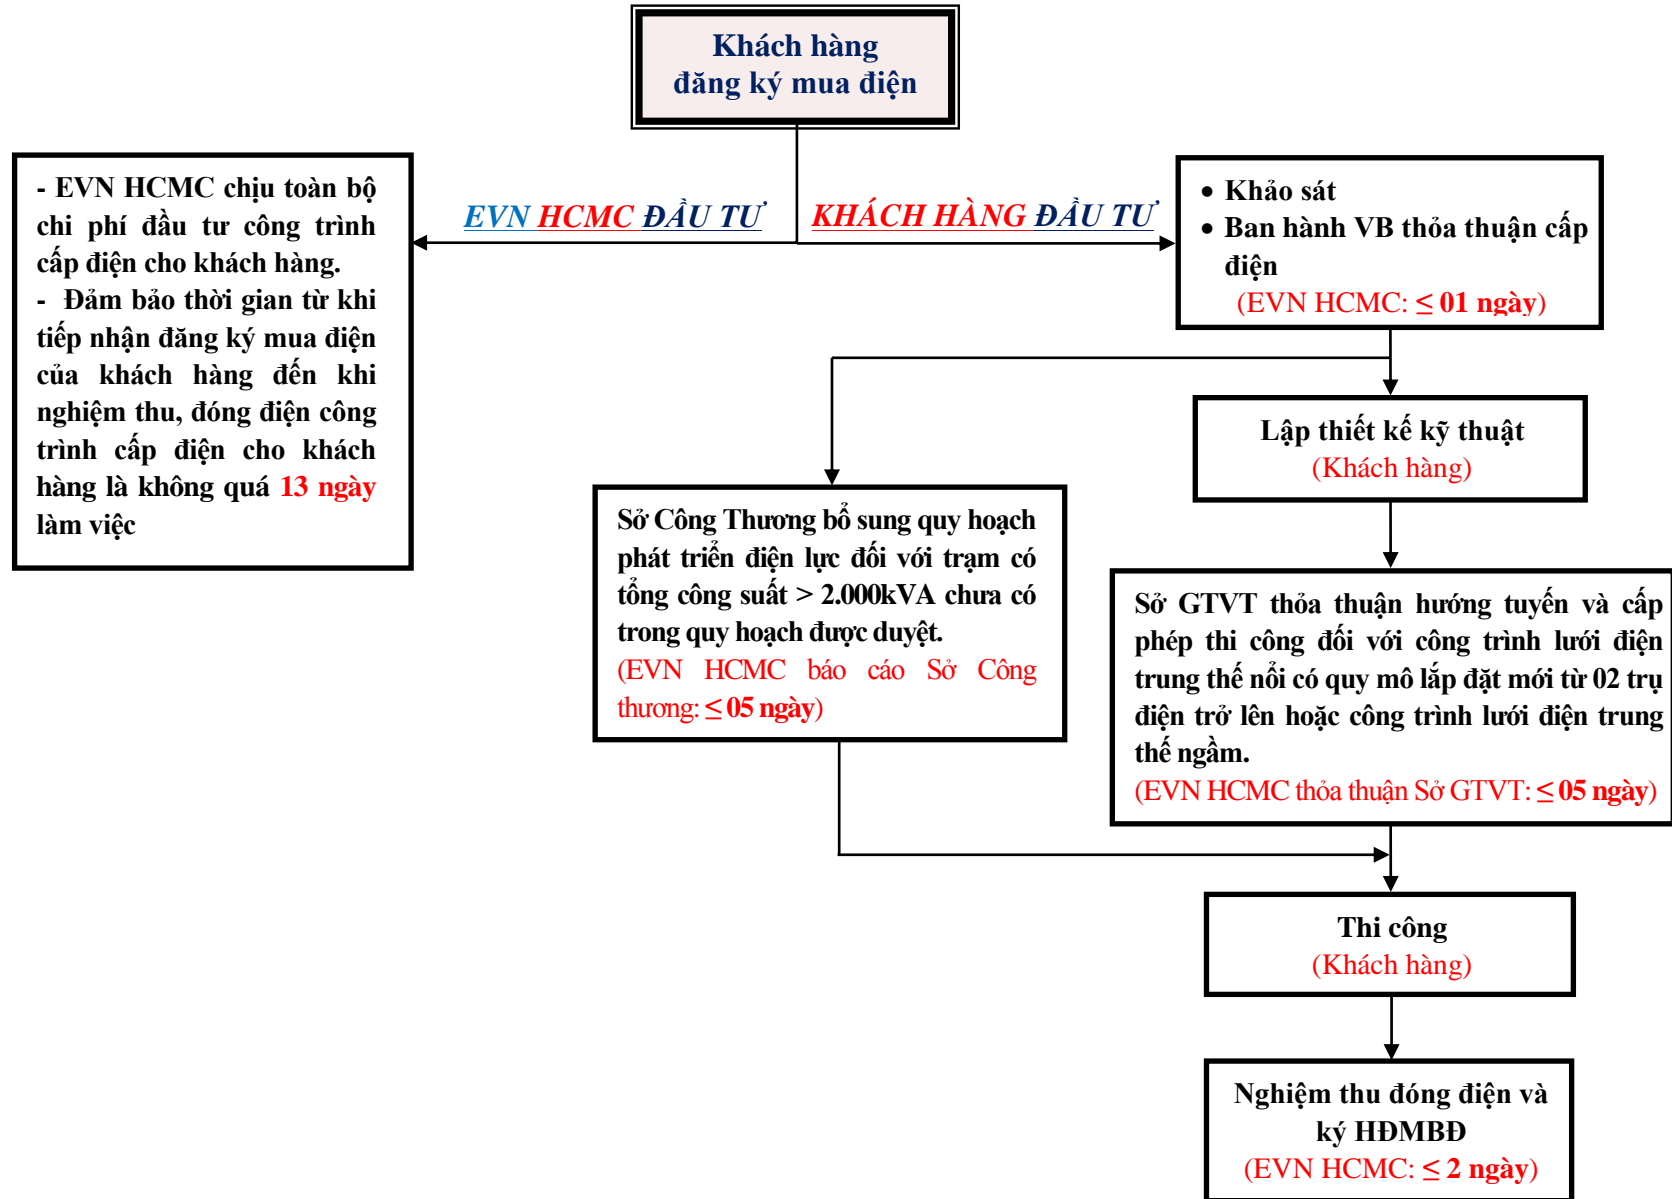 Khách hàng
đăng ký mua điện
EVN HCMC ĐẦU TƯ
KHÁCH HÀNG ĐẦU TƯ
- EVN HCMC chịu toàn bộ
chi phí đầu tư công trình
cấp điện cho khách hàng.
- Đảm bảo thời gian từ khi
tiếp nhận đăng ký mua điện
của khách hàng đến khi
nghiệm thu, đóng điện công
trình cấp điện cho khách
hàng là không quá 13 ngày
làm việc
• Khảo sát
• Ban hành VB thỏa thuận cấp
điện
(EVN HCMC: ≤ 01 ngày)
Lập thiết kế kỹ thuật
(Khách hàng)
Sở Công Thương bổ sung quy hoạch
phát triển điện lực đối với trạm có
tổng công suất > 2.000kVA chưa có
trong quy hoạch được duyệt.
(EVN HCMC báo cáo Sở Công
thương: ≤ 05 ngày)
Sở GTVT thỏa thuận hướng tuyến và cấp
phép thi công đối với công trình lưới điện
trung thế nổi có quy mô lắp đặt mới từ 02 trụ
điện trở lên hoặc công trình lưới điện trung
thế ngầm.
(EVN HCMC thỏa thuận Sở GTVT: ≤ 05 ngày)
Thi công
(Khách hàng)
Nghiệm thu đóng điện và
ký HĐMBĐ
(EVN HCMC: ≤ 2 ngày)